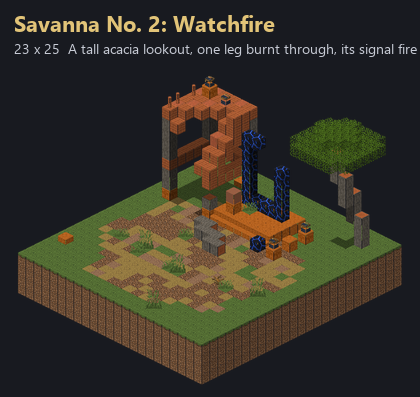 Savanna No. 2: Watchfire
23 x 25 A tall acacia lookout, one leg burnt through, its signal fire